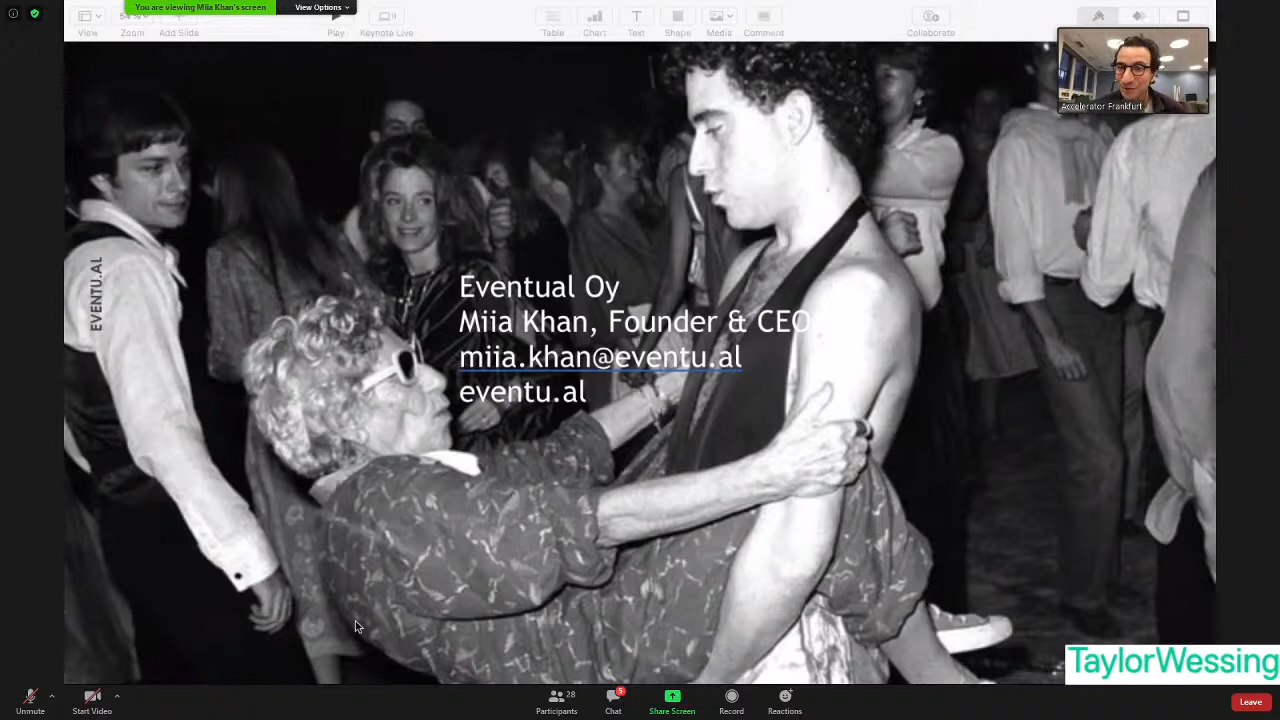 You are viewing Miia Khan's screen
View Options
54 %
View
Zoom
Add Slide
Play
Keynote Live
Table
Chart
Text
Shape
Media
Comment
Collaborate
Accelerator Frankfurt
EVENTU.AL
Eventual Oy
Miia Khan, Founder & CEO
miia.khan@eventu.al
eventu.al
TaylorWessing
Unmute
Start Video
28
Participants
5
Chat
Share Screen
Record
Reactions
Leave